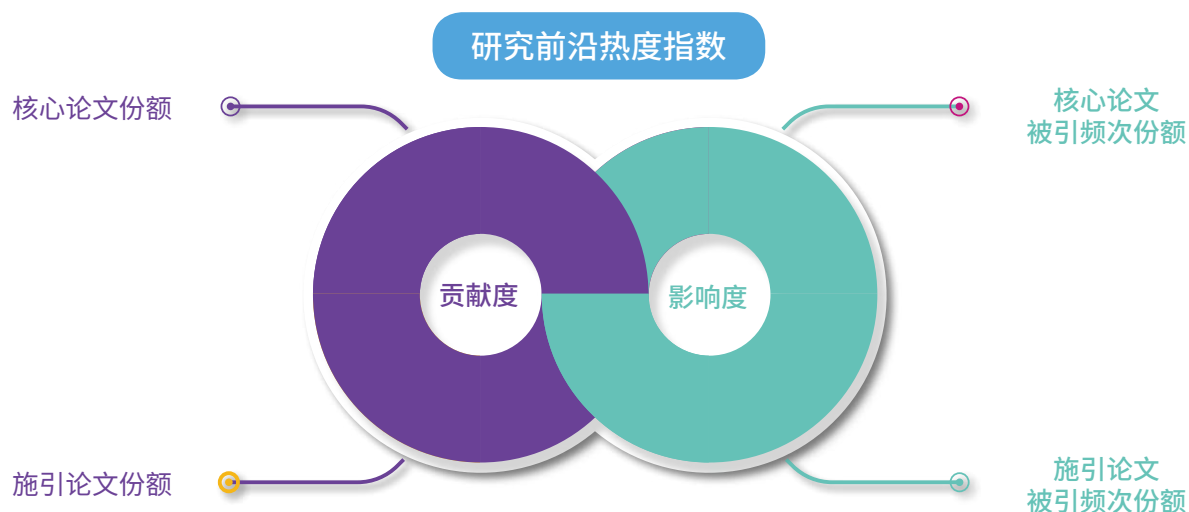 研究前沿热度指数
核心论文份额
核心论文
被引频次份额
贡献度
影响度
施引论文份额
施引论文
被引频次份额